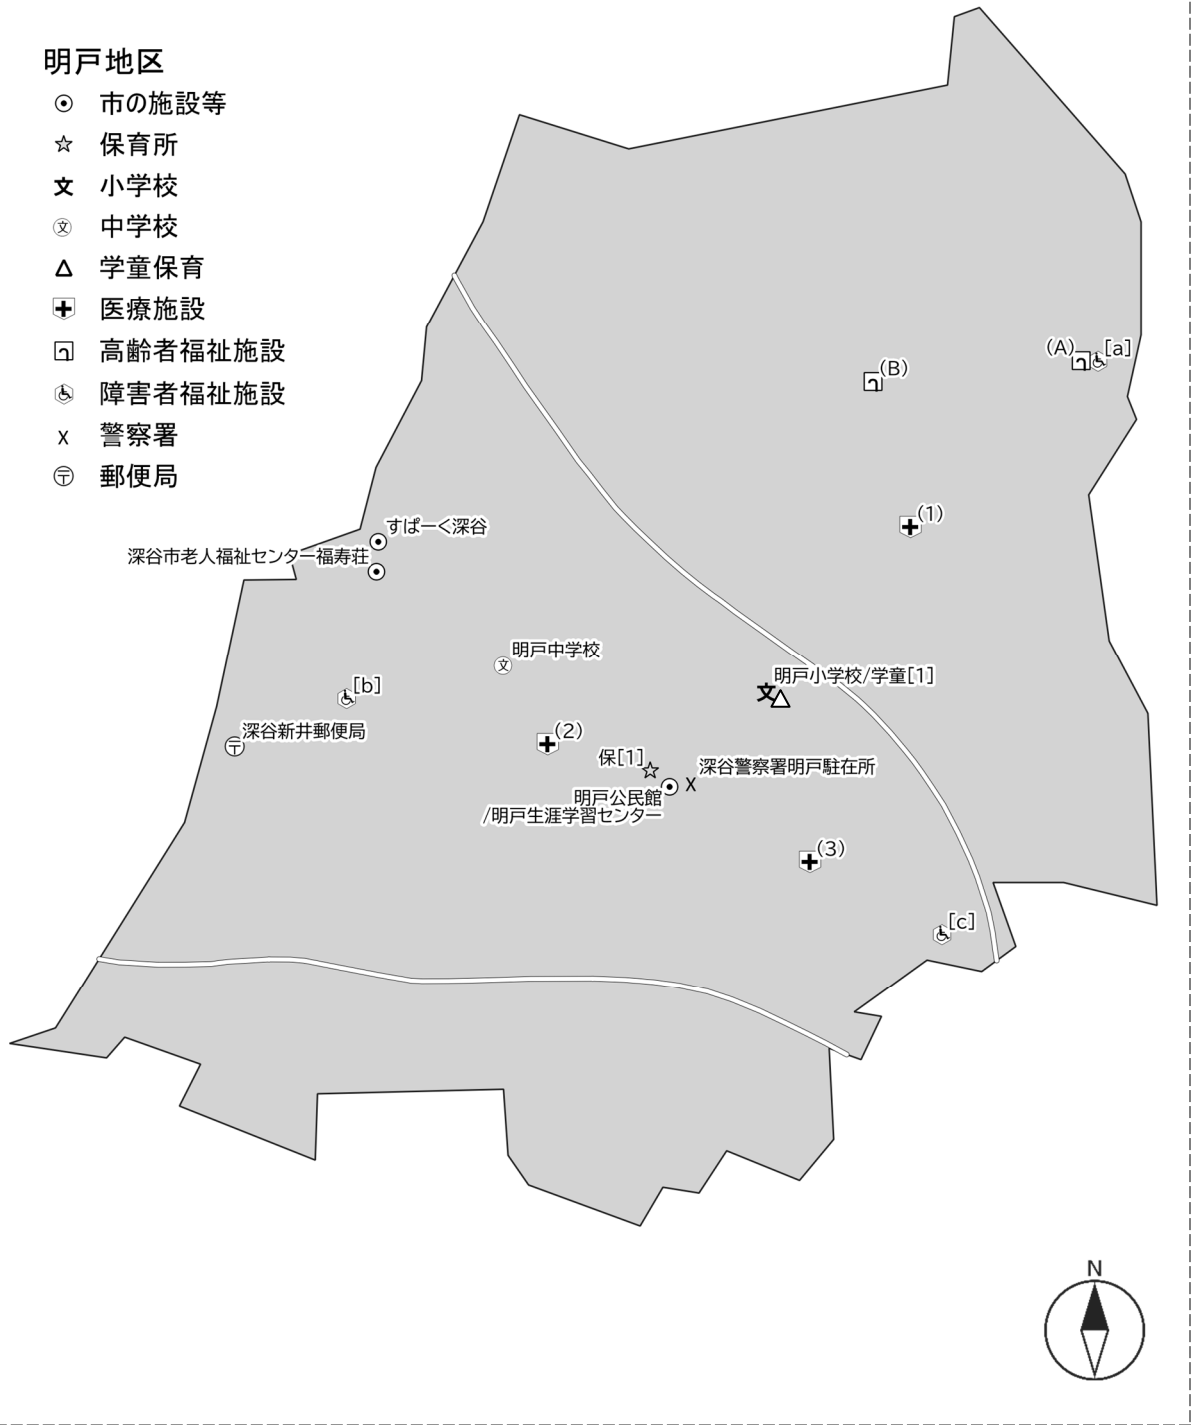 明戸地区
市の施設等
保育所
文 小学校
文 中学校
学童保育
医療施設
高齢者福祉施設
障害者福祉施設
X 警察署
〒 郵便局
(A) [a]
(B)
(1)
すぱーく深谷
深谷市老人福祉センター福寿荘
文 明戸中学校
文 明戸小学校/学童[1]
[b]
深谷新井郵便局
〒
(2)
保[1]
X 深谷警察署明戸駐在所
明戸公民館
/明戸生涯学習センター
(3)
[c]
N